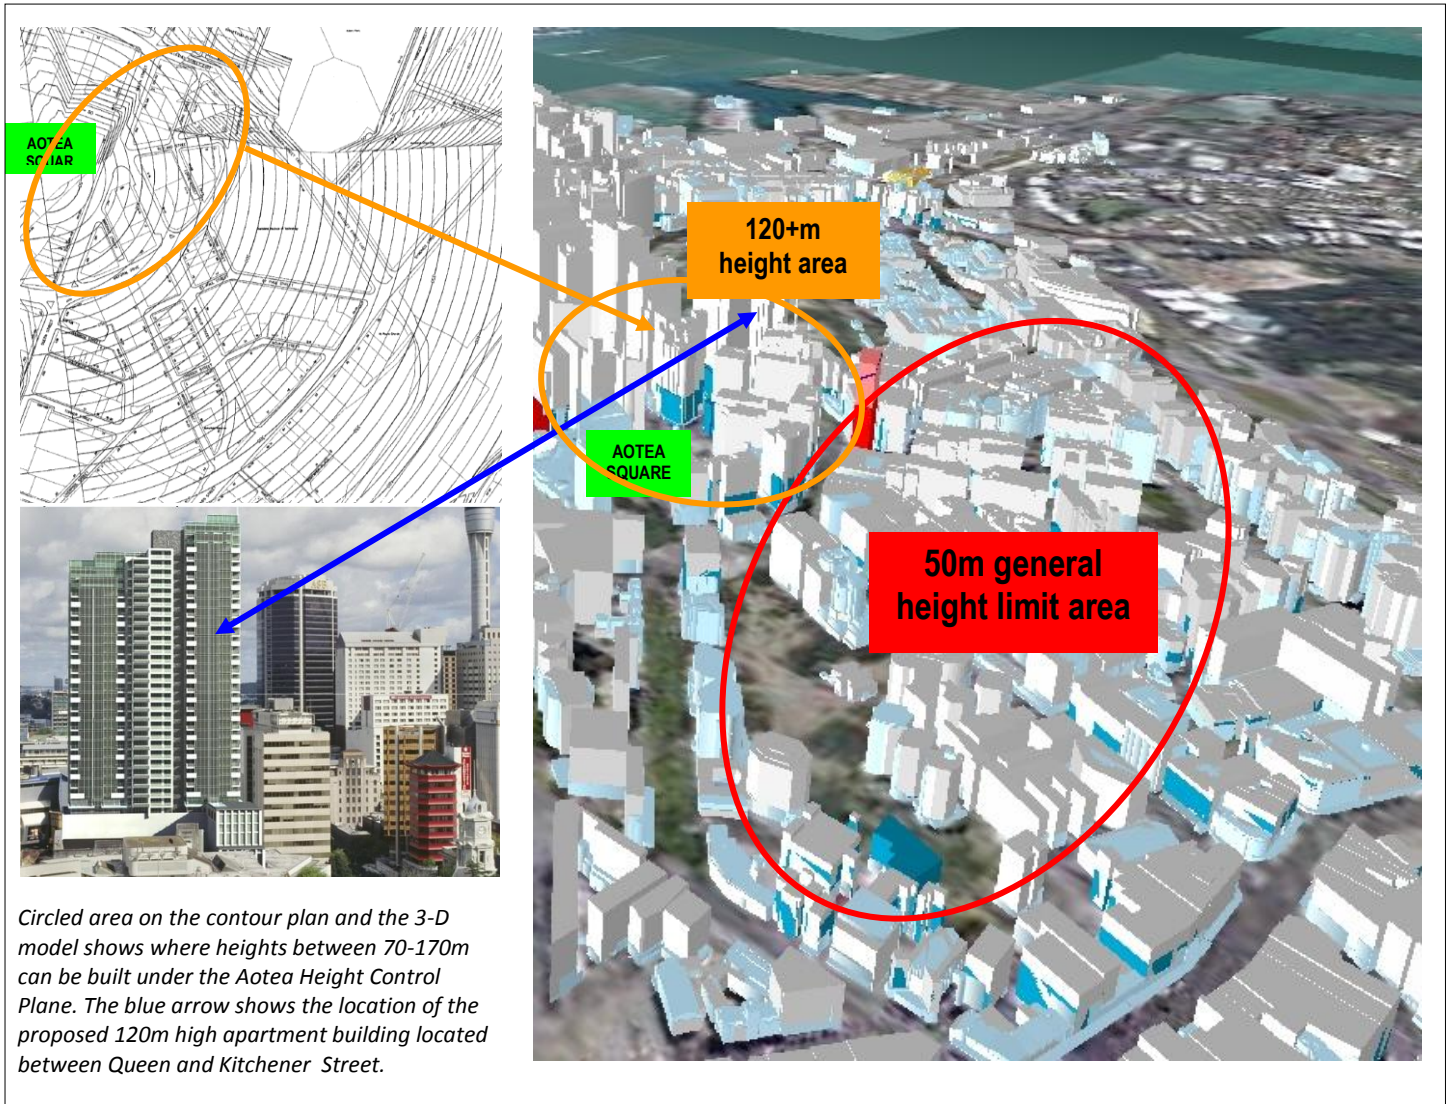 AOTEA
SQUAR
120+m
height area
AOTEA
SQUARE
50m general
height limit area
Circled area on the contour plan and the 3-D
model shows where heights between 70-170m
can be built under the Aotea Height Control
Plane. The blue arrow shows the location of the
proposed 120m high apartment building located
between Queen and Kitchener Street.